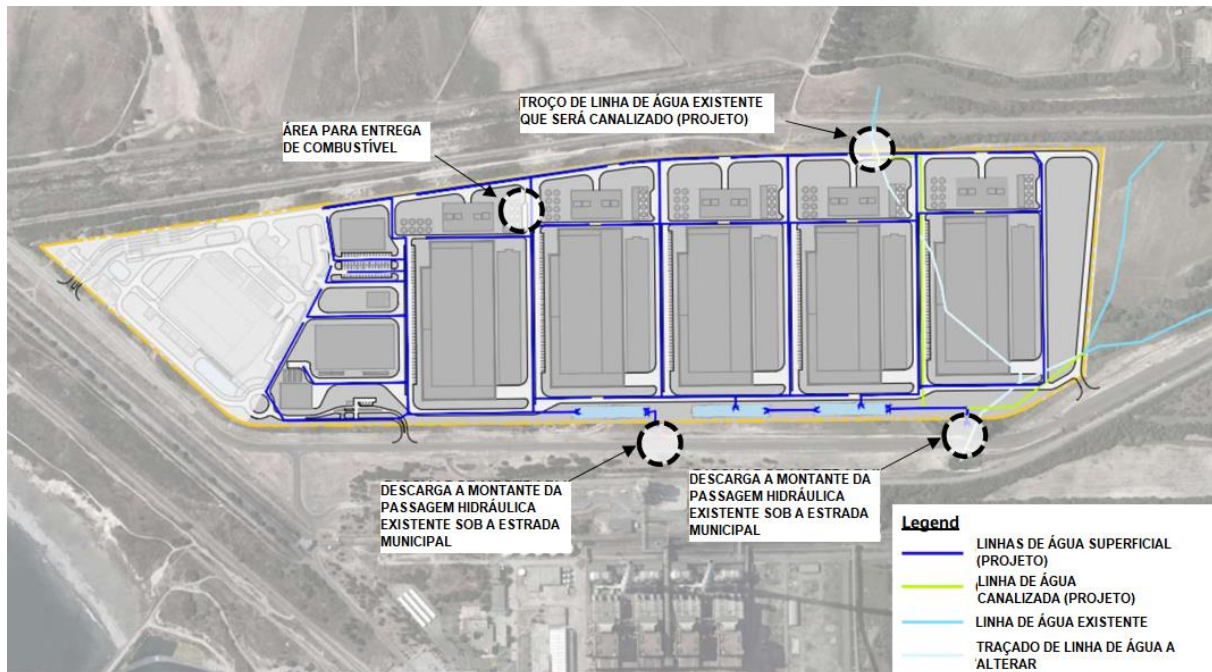 TROÇO DE LINHA DE ÁGUA EXISTENTE
QUE SERÁ CANALIZADO (PROJETO)
ÁREA PARA ENTREGA
DE COMBUSTÍVEL
DESCARGA A MONTANTE DA
PASSAGEM HIDRÁULICA
EXISTENTE SOB A ESTRADA
MUNICIPAL
DESCARGA A MONTANTE DA
PASSAGEM HIDRÁULICA
EXISTENTE SOB A ESTRADA
MUNICIPAL
Legend
LINHAS DE ÁGUA SUPERFICIAL
(PROJETO)
LINHA DE ÁGUA
CANALIZADA (PROJETO)
LINHA DE ÁGUA EXISTENTE
TRAÇADO DE LINHA DE ÁGUA A
ALTERAR